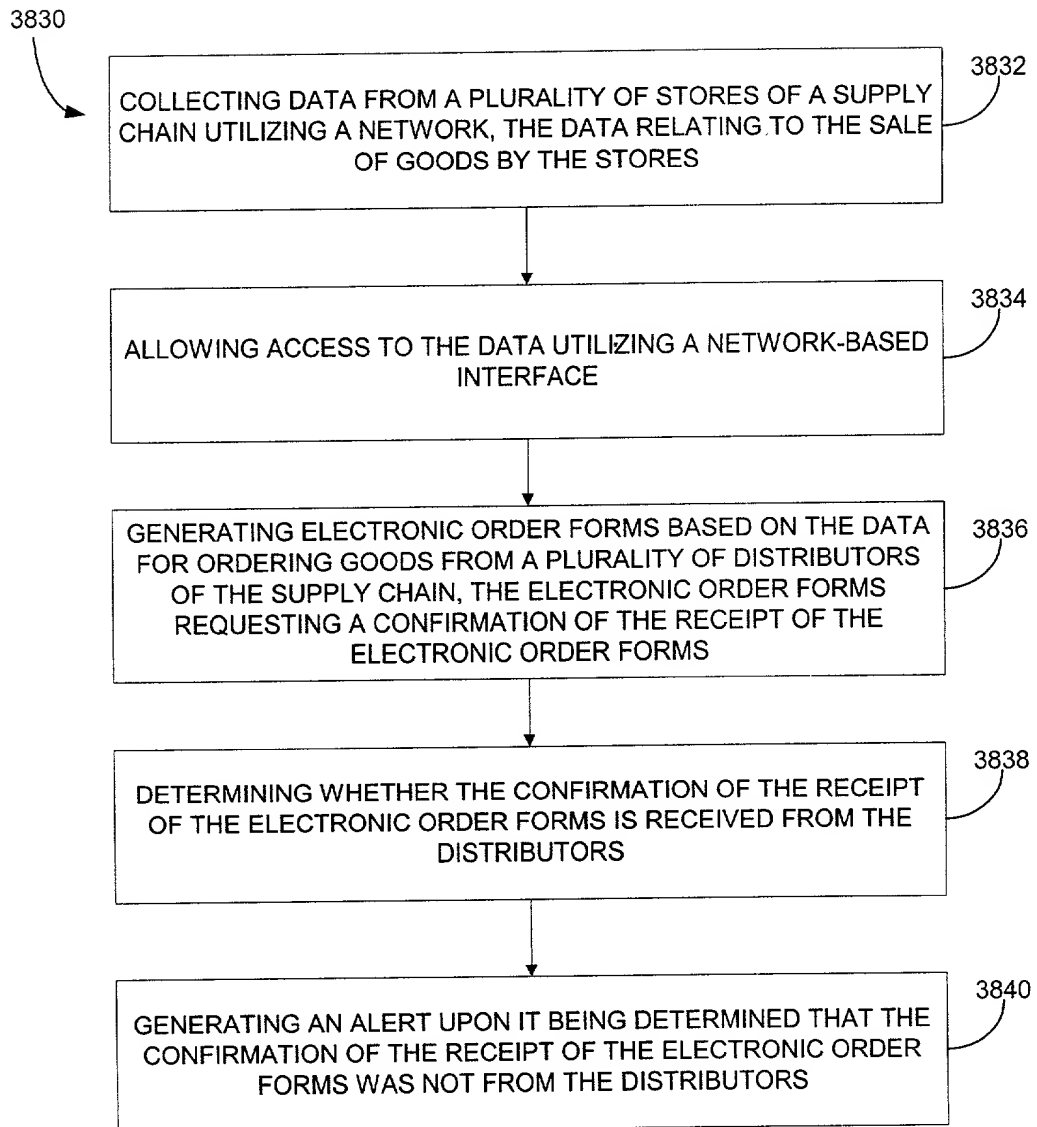 3830
3832
COLLECTING DATA FROM A PLURALITY OF STORES OF A SUPPLY
CHAIN UTILIZING A NETWORK, THE DATA RELATING TO THE SALE
OF GOODS BY THE STORES
3834
ALLOWING ACCESS TO THE DATA UTILIZING A NETWORK-BASED
INTERFACE
3836
GENERATING ELECTRONIC ORDER FORMS BASED ON THE DATA
FOR ORDERING GOODS FROM A PLURALITY OF DISTRIBUTORS
OF THE SUPPLY CHAIN, THE ELECTRONIC ORDER FORMS
REQUESTING A CONFIRMATION OF THE RECEIPT OF THE
ELECTRONIC ORDER FORMS
3838
DETERMINING WHETHER THE CONFIRMATION OF THE RECEIPT
OF THE ELECTRONIC ORDER FORMS IS RECEIVED FROM THE
DISTRIBUTORS
3840
GENERATING AN ALERT UPON IT BEING DETERMINED THAT THE
CONFIRMATION OF THE RECEIPT OF THE ELECTRONIC ORDER
FORMS WAS NOT FROM THE DISTRIBUTORS